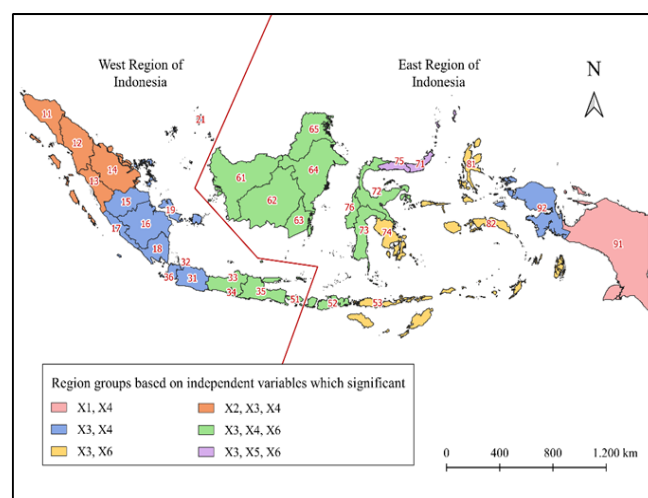 West Region of
Indonesia
East Region of
Indonesia
N
11
12
14
13
15
16
17
18
19
21
32
36
31
33
34
35
51
52
53
61
62
63
64
65
75
71
72
76
73
74
81
82
92
91
Region groups based on independent variables which significant
X1, X4
X2, X3, X4
X3, X4
X3, X4, X6
X3, X6
X3, X5, X6
0 400 800 1.200 km